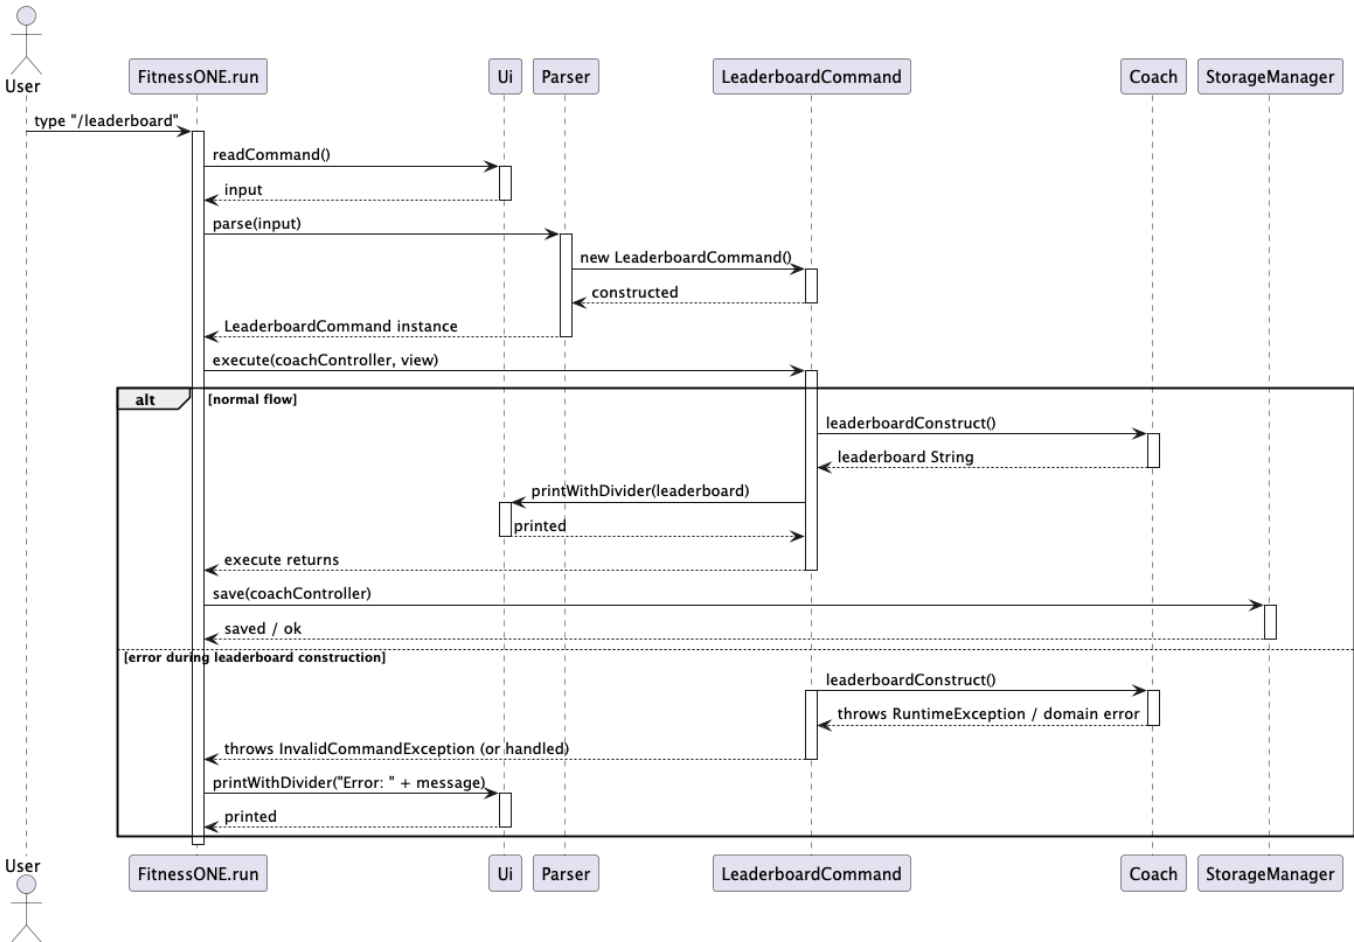 User
FitnessONE.run
Ui
Parser
LeaderboardCommand
Coach
StorageManager
type "/leaderboard"
readCommand()
input
parse(input)
new LeaderboardCommand()
constructed
LeaderboardCommand instance
execute(coachController, view)
alt
[normal flow]
leaderboardConstruct()
leaderboard String
printWithDivider(leaderboard)
printed
execute returns
save(coachController)
saved / ok
[error during leaderboard construction]
leaderboardConstruct()
throws RuntimeException / domain error
throws InvalidCommandException (or handled)
printWithDivider("Error: " + message)
printed
User
FitnessONE.run
Ui
Parser
LeaderboardCommand
Coach
StorageManager